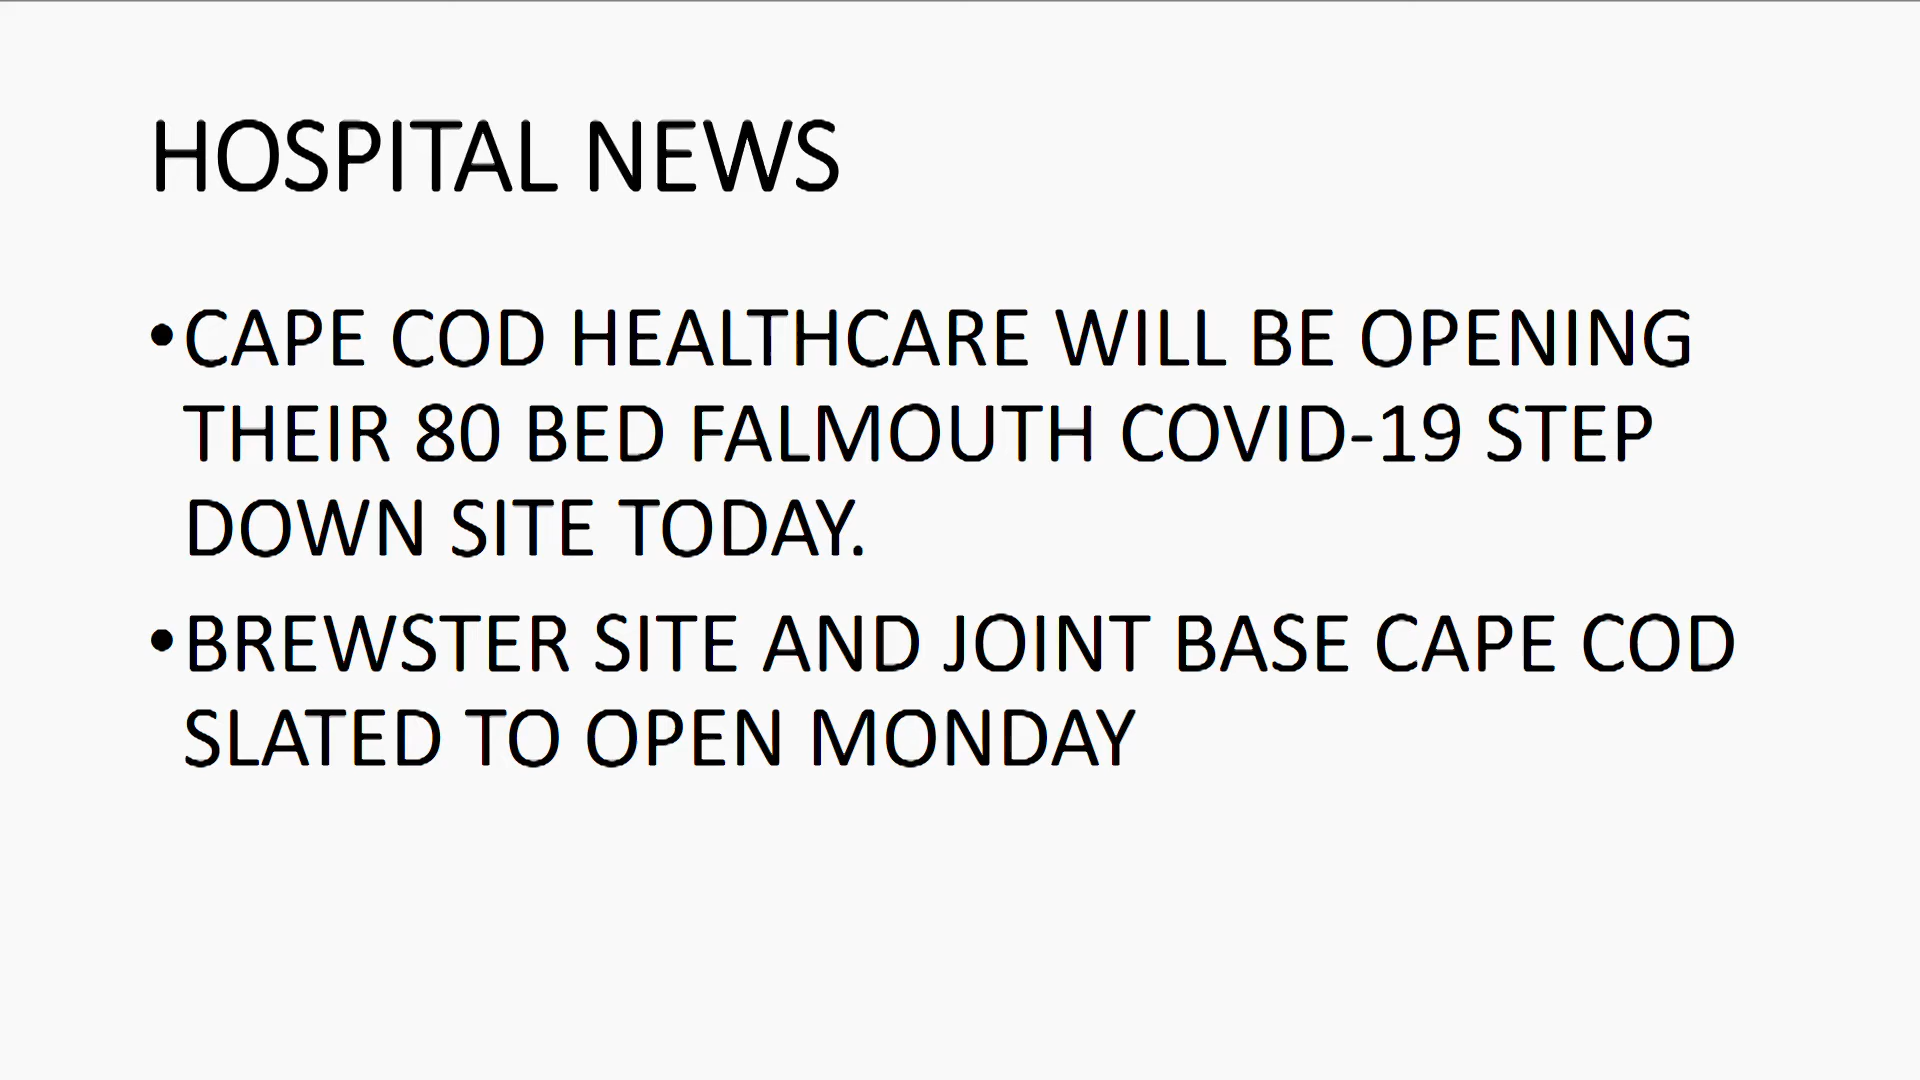 HOSPITAL NEWS
•CAPE COD HEALTHCARE WILL BE OPENING
THEIR 80 BED FALMOUTH COVID-19 STEP
DOWN SITE TODAY.
•BREWSTER SITE AND JOINT BASE CAPE COD
SLATED TO OPEN MONDAY